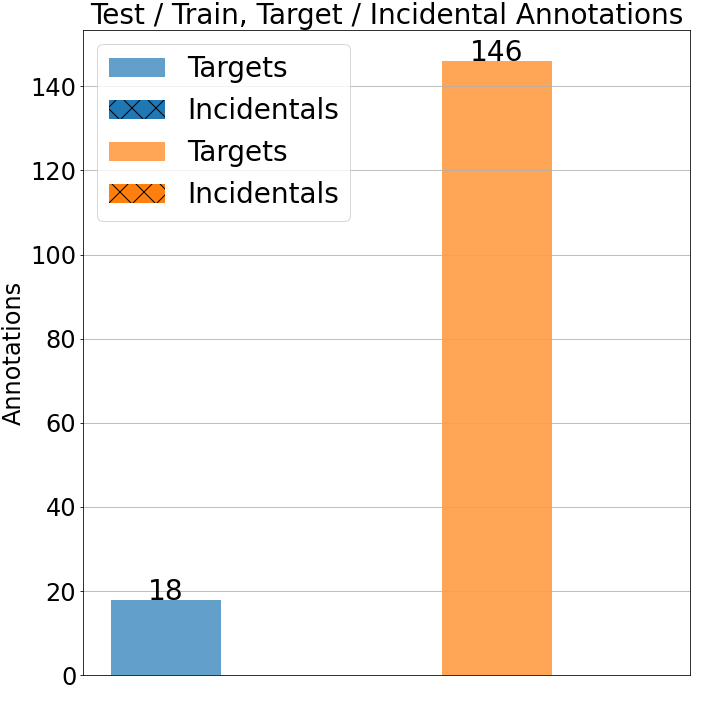 Test / Train, Target / Incidental Annotations
146
Targets
Incidentals
Targets
Incidentals
140
120
100
80
60
40
20
0
Annotations
18